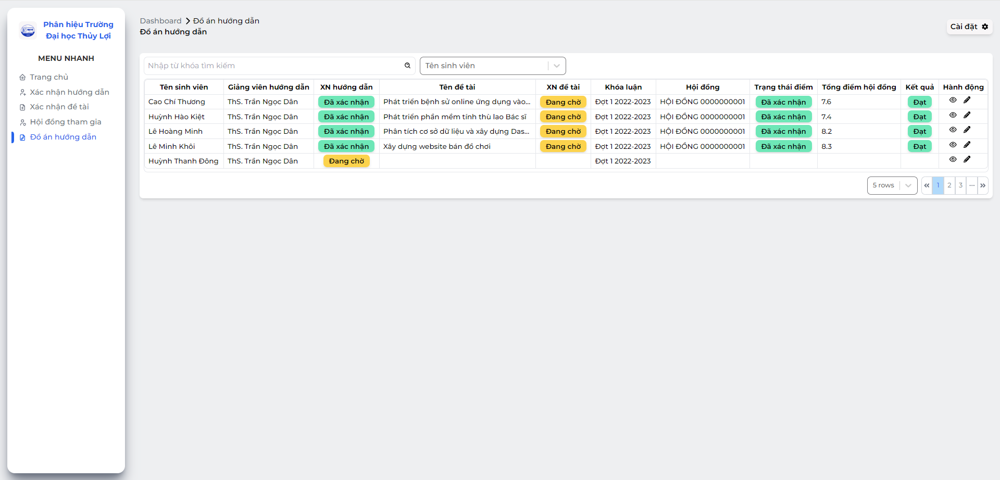 Phân hiệu Trường
Đại học Thủy Lợi
MENU NHANH
Trang chủ
Xác nhận hướng dẫn
Xác nhận đề tài
Hội đồng tham gia
Đồ án hướng dẫn
Dashboard > Đồ án hướng dẫn
Đồ án hướng dẫn
Cài đặt
Nhập từ khóa tìm kiếm
Tên sinh viên
Tên sinh viên Giảng viên hướng dẫn XN hướng dẫn Tên đề tài XN đề tài Khóa luận Hội đồng Trạng thái điểm Tổng điểm hội đồng Kết quả Hành động
Cao Chí Thương ThS. Trần Ngọc Dân Đã xác nhận Phát triển bệnh sử online ứng dụng vào... Đang chờ Đợt 1 2022-2023 HỘI ĐỒNG 0000000001 Đã xác nhận 7.6 Đạt
Huỳnh Hào Kiệt ThS. Trần Ngọc Dân Đã xác nhận Phát triển phần mềm tính thù lao Bác sĩ Đang chờ Đợt 1 2022-2023 HỘI ĐỒNG 0000000001 Đã xác nhận 7.4 Đạt
Lê Hoàng Minh ThS. Trần Ngọc Dân Đã xác nhận Phân tích cơ sở dữ liệu và xây dựng Das... Đang chờ Đợt 1 2022-2023 HỘI ĐỒNG 0000000001 Đã xác nhận 8.2 Đạt
Lê Minh Khôi ThS. Trần Ngọc Dân Đã xác nhận Xây dựng website bán đồ chơi Đang chờ Đợt 1 2022-2023 HỘI ĐỒNG 0000000001 Đã xác nhận 8.3 Đạt
Huỳnh Thanh Đông ThS. Trần Ngọc Dân Đang chờ Đợt 1 2022-2023
5 rows « 1 2 3 ... »